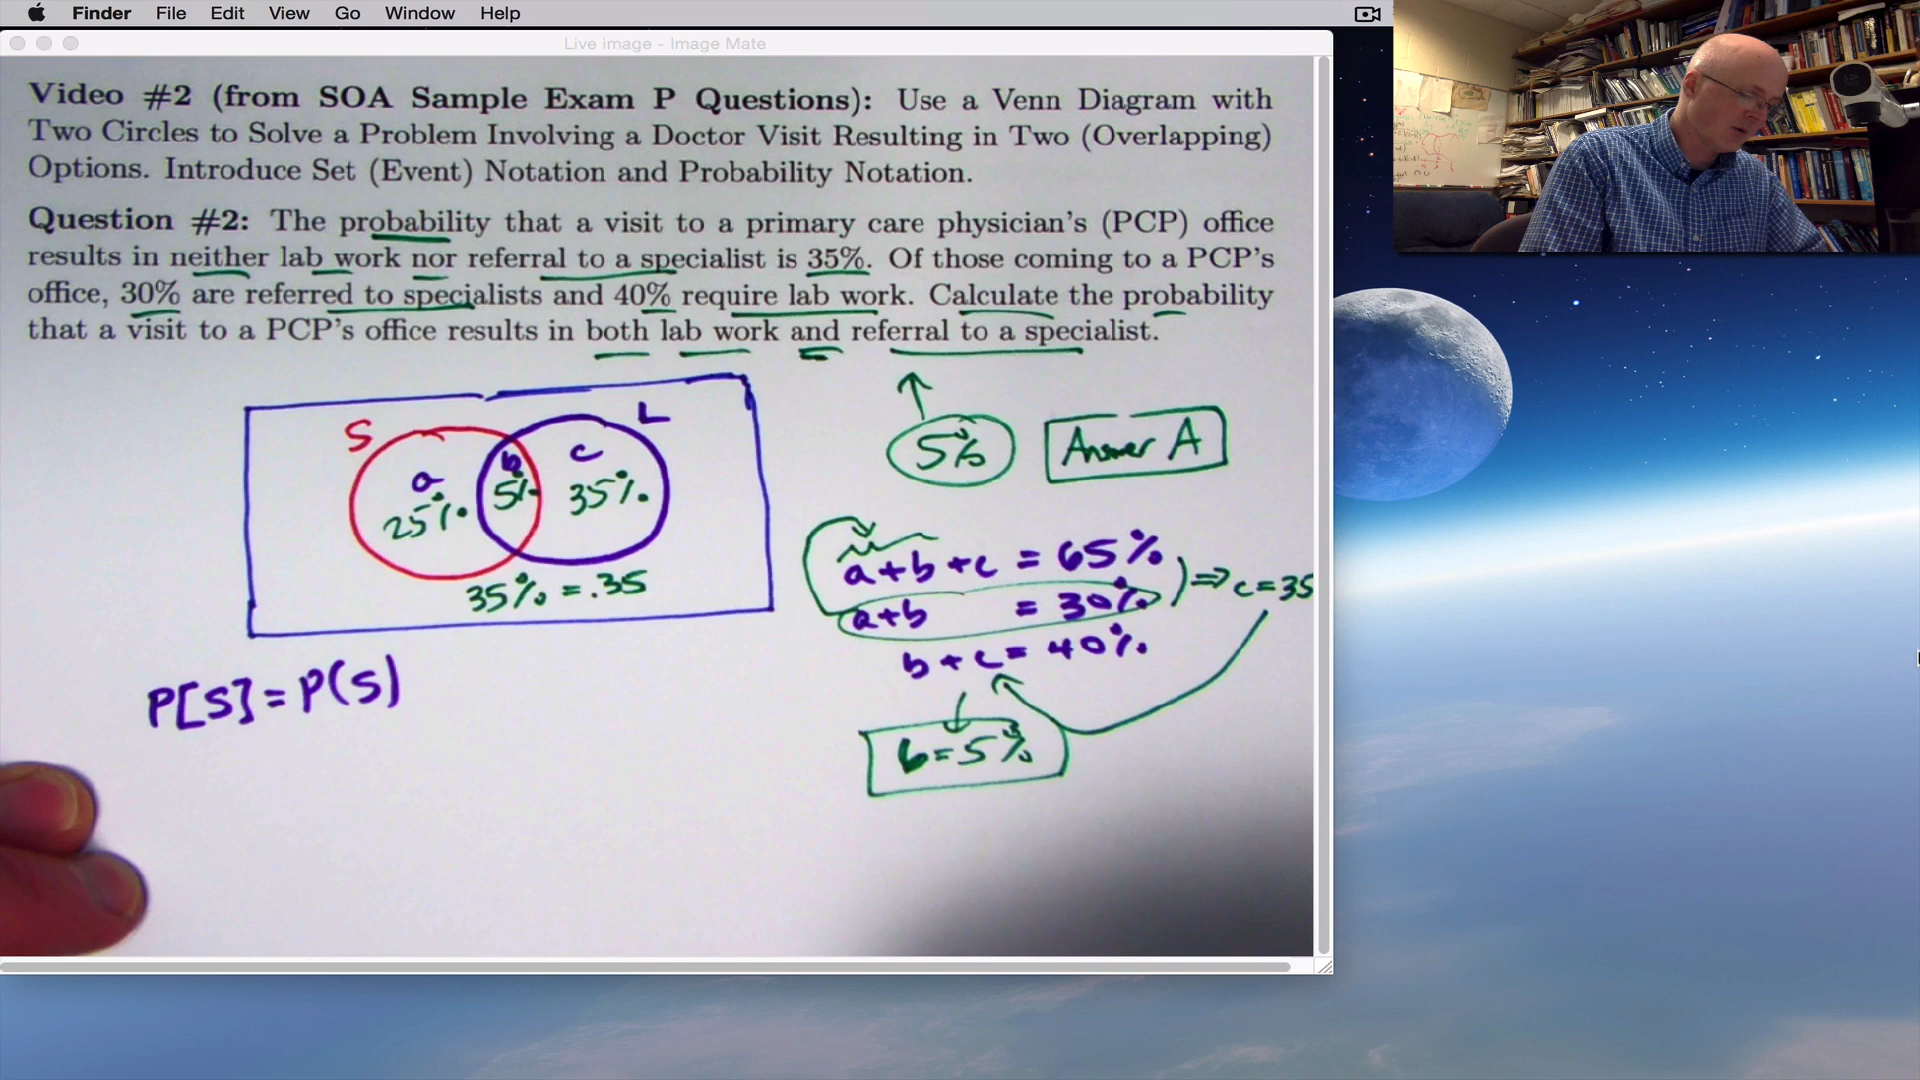 Finder File Edit View Go Window Help
Live image - Image Mate
Video #2 (from SOA Sample Exam P Questions): Use a Venn Diagram with
Two Circles to Solve a Problem Involving a Doctor Visit Resulting in Two (Overlapping)
Options. Introduce Set (Event) Notation and Probability Notation.
Question #2: The probability that a visit to a primary care physician's (PCP) office
results in neither lab work nor referral to a specialist is 35%. Of those coming to a PCP's
office, 30% are referred to specialists and 40% require lab work. Calculate the probability
that a visit to a PCP's office results in both lab work and referral to a specialist.
S
L
a
b
c
25%
5%
35%
35% = .35
5%
Answer A
a+b+c = 65%
a+b = 30%
⇒ c=35
b+c = 40%
b=5%
P[S]=P(S)